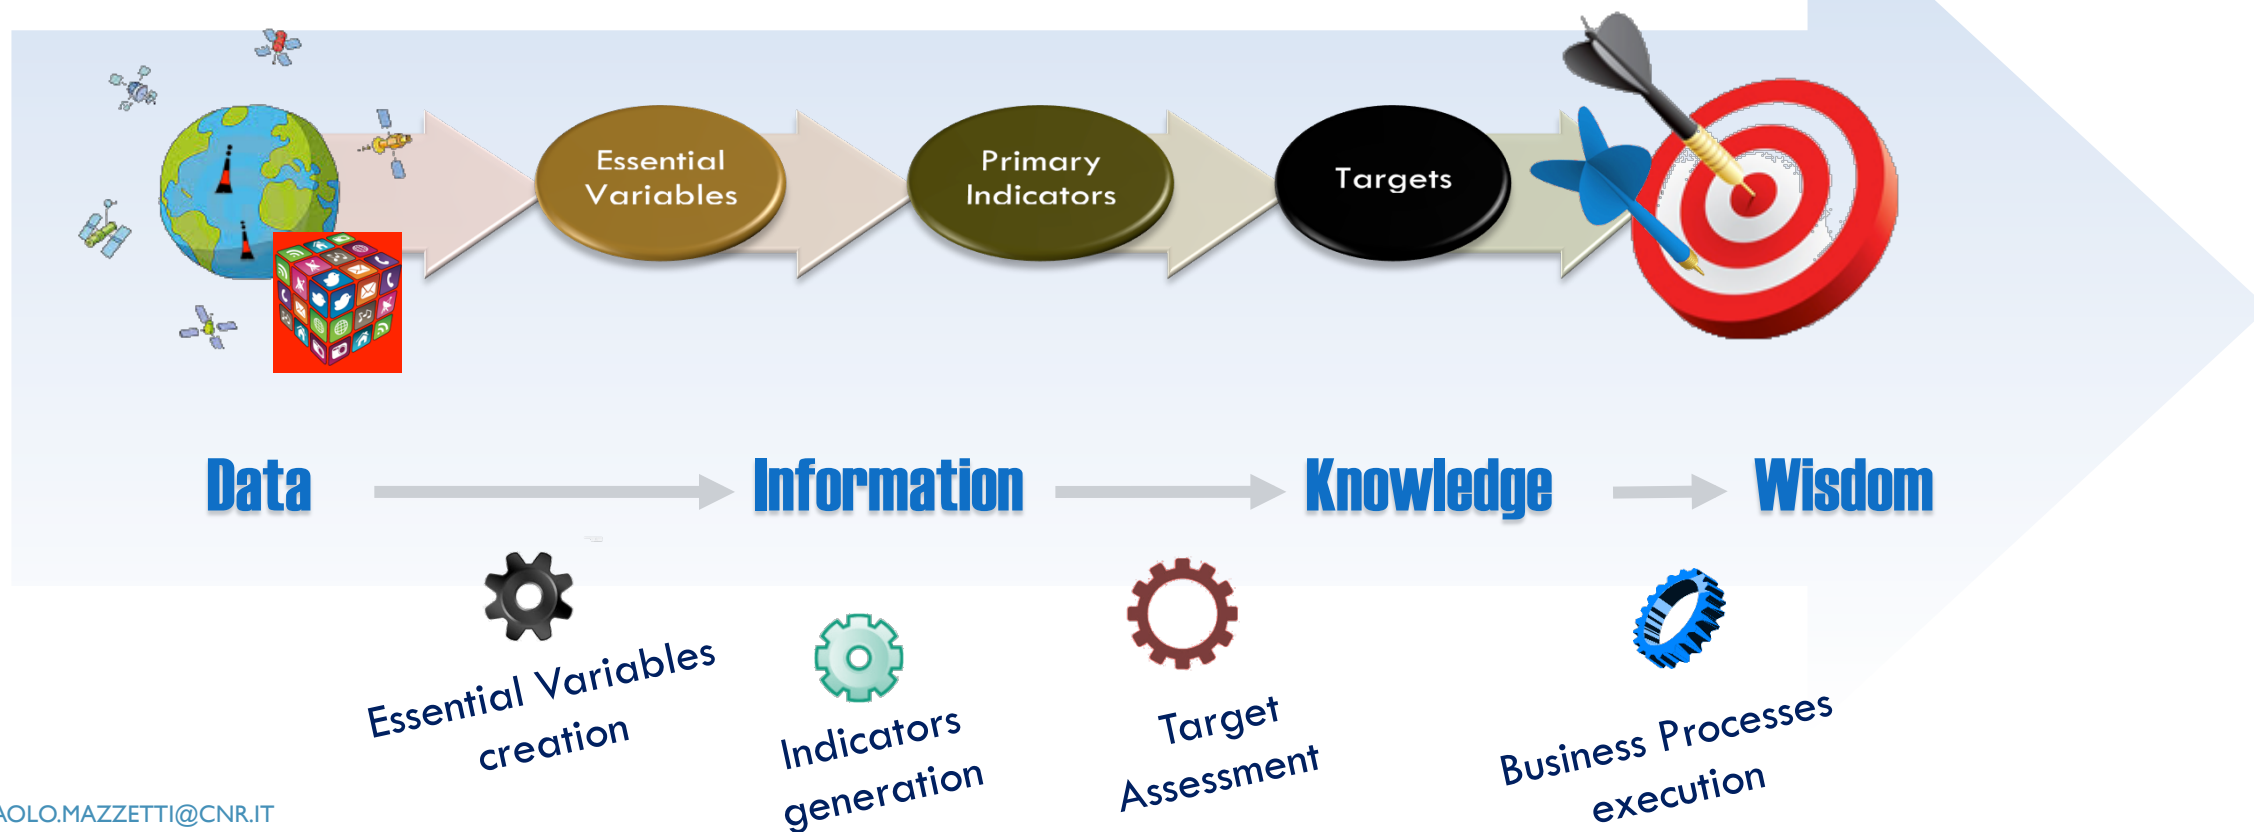 Essential
Variables
Primary
Indicators
Targets
Data
Information
Knowledge
Wisdom
Essential Variables
creation
Indicators
generation
Target
Assessment
Business Processes
execution
AOLO.MAZZETTI@CNR.IT